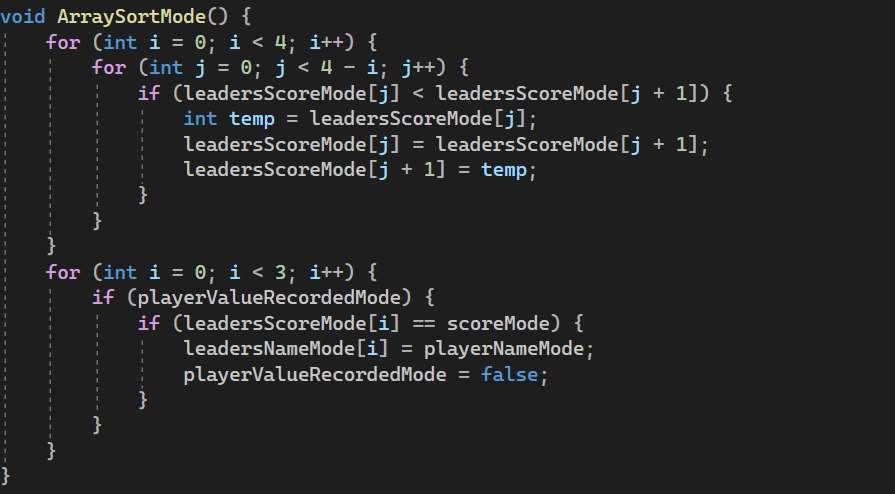 void ArraySortMode() {
    for (int i = 0; i < 4; i++) {
        for (int j = 0; j < 4 - i; j++) {
            if (leadersScoreMode[j] < leadersScoreMode[j + 1]) {
                int temp = leadersScoreMode[j];
                leadersScoreMode[j] = leadersScoreMode[j + 1];
                leadersScoreMode[j + 1] = temp;
            }
        }
    }
    for (int i = 0; i < 3; i++) {
        if (playerValueRecordedMode) {
            if (leadersScoreMode[i] == scoreMode) {
                leadersNameMode[i] = playerNameMode;
                playerValueRecordedMode = false;
            }
        }
    }
}